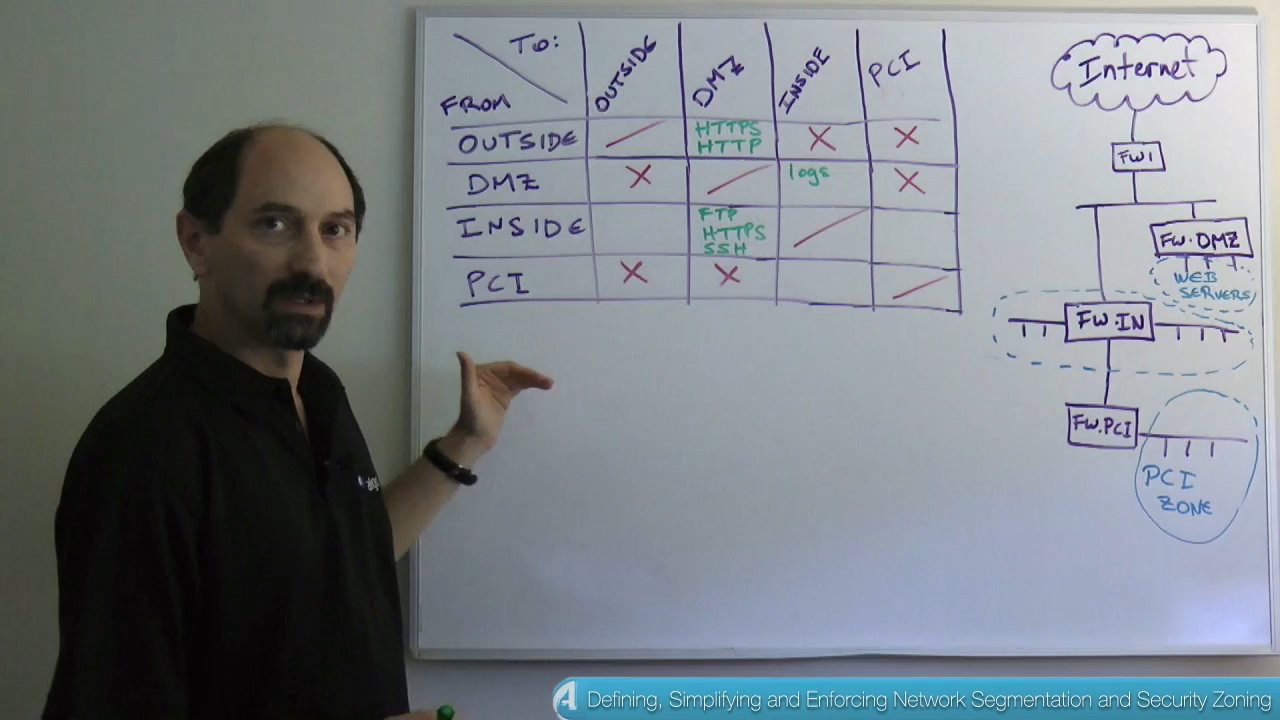 TO:
FROM
OUTSIDE
DMZ
INSIDE
PCI
OUTSIDE
HTTPS
HTTP
X
X
DMZ
X
logs
X
INSIDE
FTP
HTTPS
SSH
PCI
X
X
Internet
FW1
FW.DMZ
WEB
SERVERS
FW.IN
FW.PCI
PCI
ZONE
Defining, Simplifying and Enforcing Network Segmentation and Security Zoning